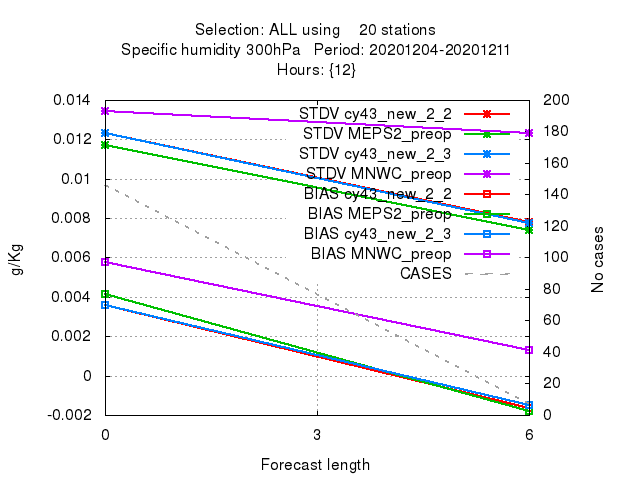 Selection: ALL using    20 stations
Specific humidity 300hPa   Period: 20201204-20201211
Hours: {12}
0.014
0.012
0.01
0.008
0.006
0.004
0.002
0
-0.002
g/Kg
STDV cy43_new_2_2
STDV MEPS2_preop
STDV cy43_new_2_3
STDV MNWC_preop
BIAS cy43_new_2_2
BIAS MEPS2_preop
BIAS cy43_new_2_3
BIAS MNWC_preop
CASES
200
180
160
140
120
100
80
60
40
20
0
No cases
0 3 6
Forecast length